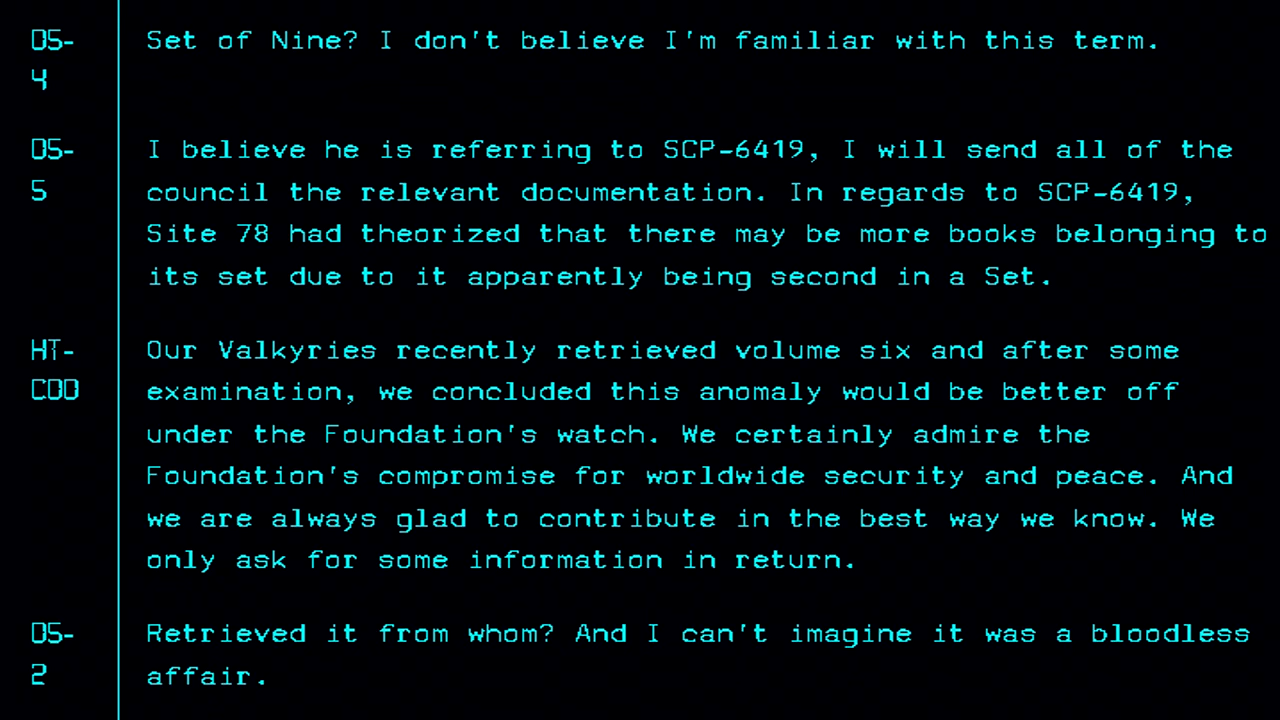 O5- Set of Nine? I don't believe I'm familiar with this term.
4
O5- I believe he is referring to SCP-6419, I will send all of the
5 council the relevant documentation. In regards to SCP-6419,
Site 78 had theorized that there may be more books belonging to
its set due to it apparently being second in a Set.
HT- Our Valkyries recently retrieved volume six and after some
COO examination, we concluded this anomaly would be better off
under the Foundation's watch. We certainly admire the
Foundation's compromise for worldwide security and peace. And
we are always glad to contribute in the best way we know. We
only ask for some information in return.
O5- Retrieved it from whom? And I can't imagine it was a bloodless
2 affair.